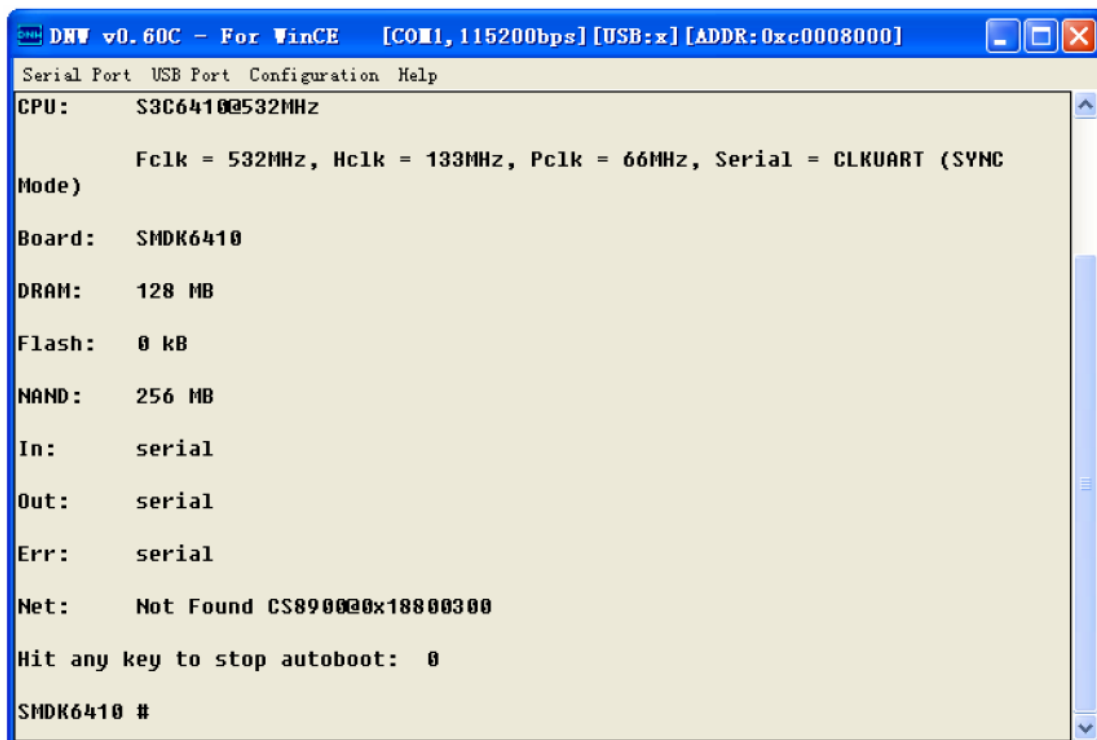 DNW v0.60C - For WinCE [COM1,115200bps][USB:x][ADDR:0xc0008000]
Serial Port USB Port Configuration Help
CPU: S3C6410@532MHz
Fclk = 532MHz, Hclk = 133MHz, Pclk = 66MHz, Serial = CLKUART (SYNC
Mode)
Board: SMDK6410
DRAM: 128 MB
Flash: 0 kB
NAND: 256 MB
In: serial
Out: serial
Err: serial
Net: Not Found CS8900@0x18800300
Hit any key to stop autoboot: 0
SMDK6410 #